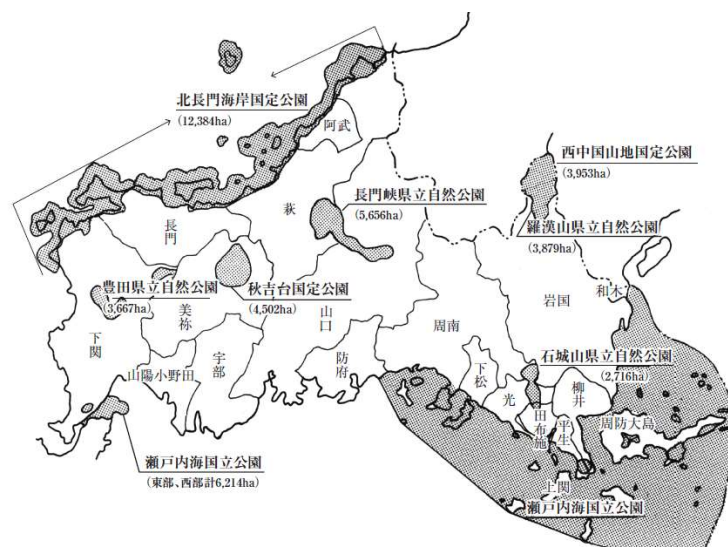 北長門海岸国定公園
(12,384ha)
阿武
西中国山地国定公園
(3,953ha)
長門峡県立自然公園
(5,656ha)
萩
羅漢山県立自然公園
(3,879ha)
長門
豊田県立自然公園
(3,667ha)
秋吉台国定公園
(4,502ha)
美祢
山口
岩国
和木
下関
周南
石城山県立自然公園
(2,716ha)
山陽小野田
宇部
防府
下松
光
柳井
田布施
平生
周防大島
瀬戸内海国立公園
(東部、西部計6,214ha)
上関
瀬戸内海国立公園